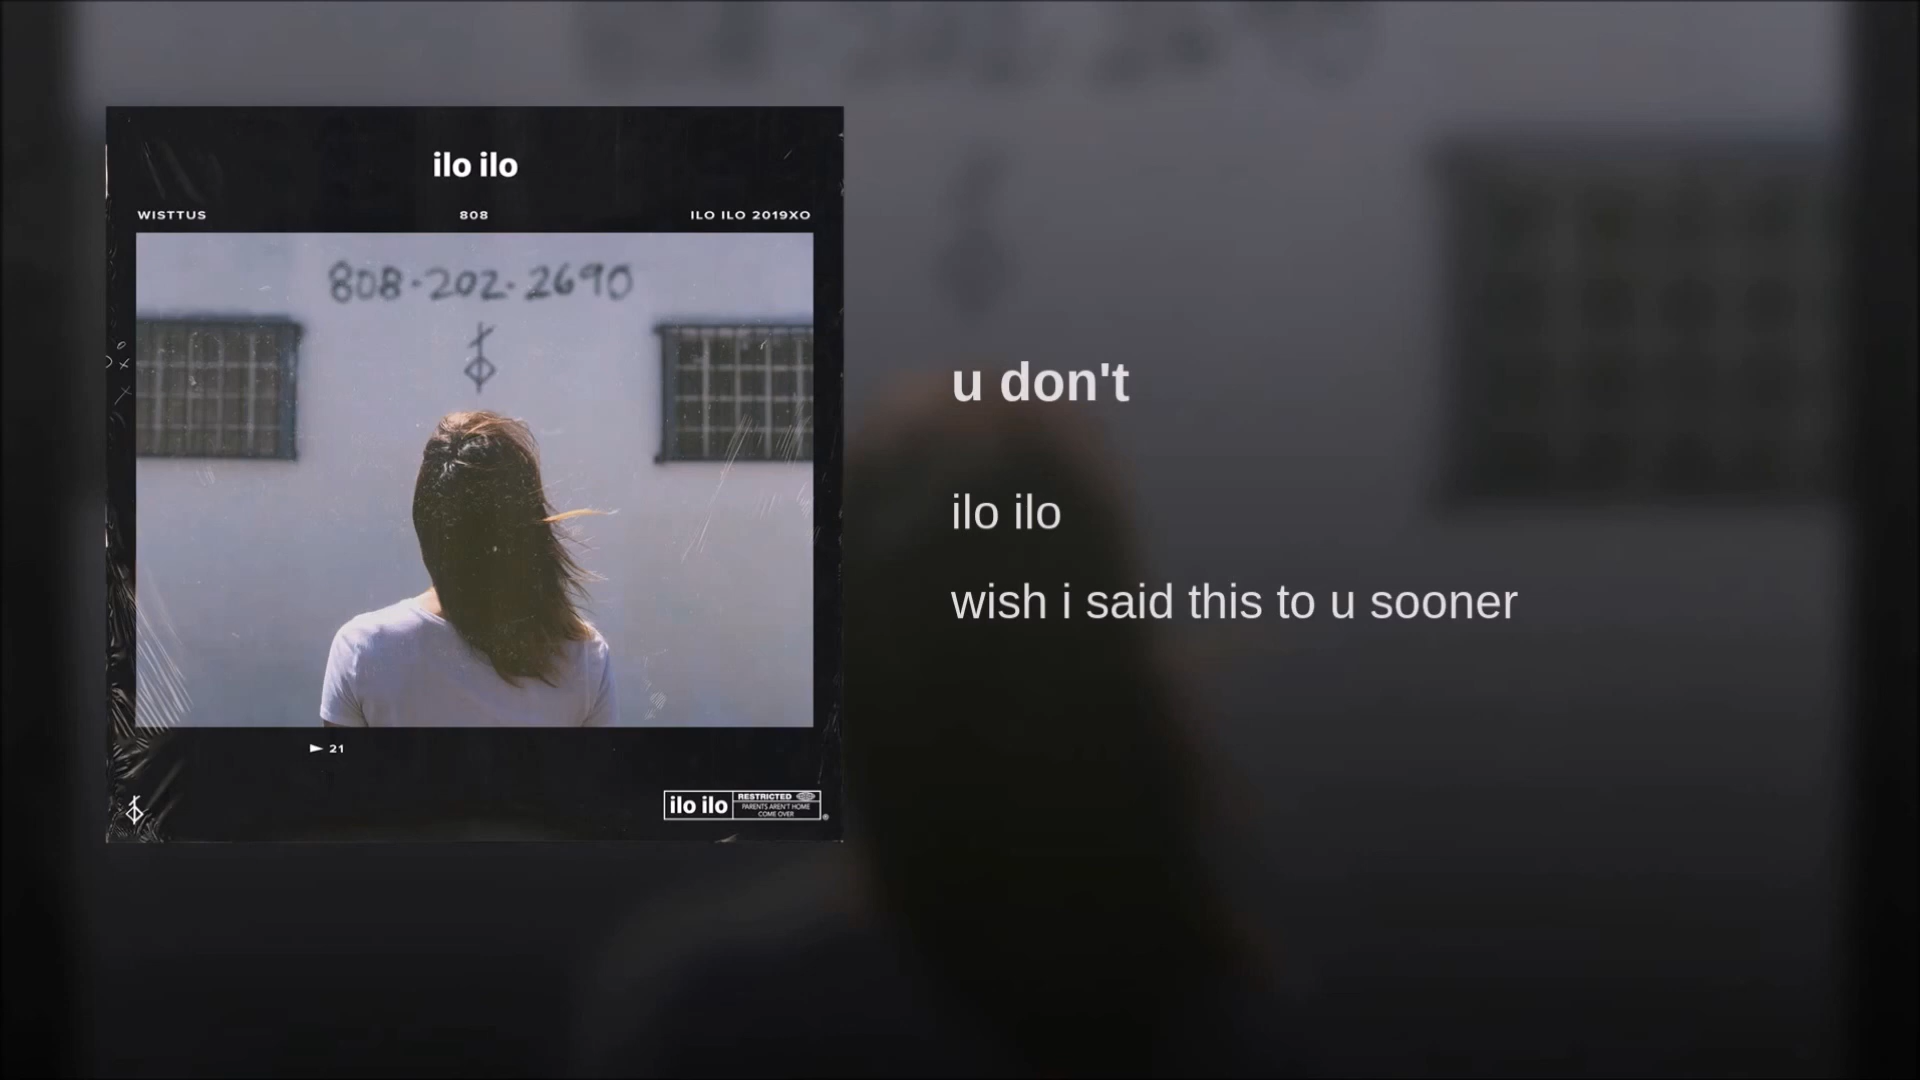 ilo ilo
WISTTUS 808 ILO ILO 2019XO
808-202-2690
21
ilo ilo
RESTRICTED
PARENTS AREN'T HOME
COME OVER
u don't
ilo ilo
wish i said this to u sooner